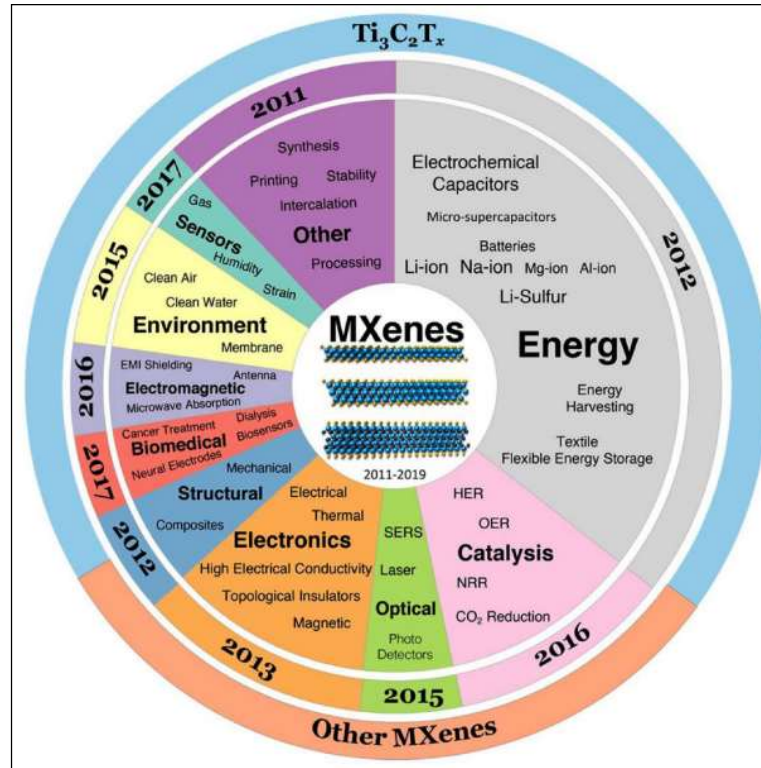 Ti₃C₂Tₓ
2011
Synthesis
Printing Stability
Intercalation
Other
Processing
2012
Electrochemical
Capacitors
Micro-supercapacitors
Batteries
Li-ion Na-ion Mg-ion Al-ion
Li-Sulfur
Energy
Energy
Harvesting
Textile
Flexible Energy Storage
2016
HER
OER
Catalysis
NRR
CO₂ Reduction
2015
SERS
Laser
Optical
Photo
Detectors
2013
Electrical
Thermal
Electronics
High Electrical Conductivity
Topological Insulators
Magnetic
2012
Mechanical
Structural
Composites
2017
Cancer Treatment Dialysis
Biomedical Biosensors
Neural Electrodes
2016
EMI Shielding Antenna
Electromagnetic
Microwave Absorption
2015
Clean Air
Clean Water
Environment
Membrane
2017
Gas
Sensors
Humidity
Strain
MXenes
2011-2019
Other MXenes